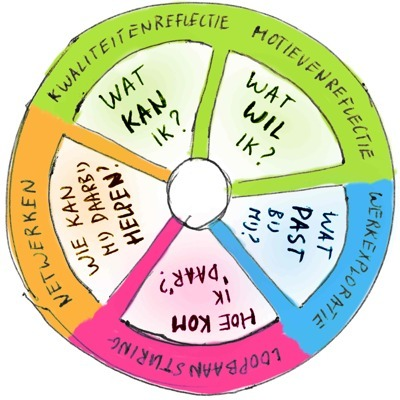 KWALITEITENREFLECTIE
MOTIEVENREFLECTIE
WERKEXPLORATIE
LOOPBAANSTURING
NETWERKEN
WAT
KAN
IK?
WAT
WIL
IK?
WAT
PAST
BIJ
MIJ?
HOE KOM
IK
'DAAR'?
WIE KAN
MIJ DAARBIJ
HELPEN?